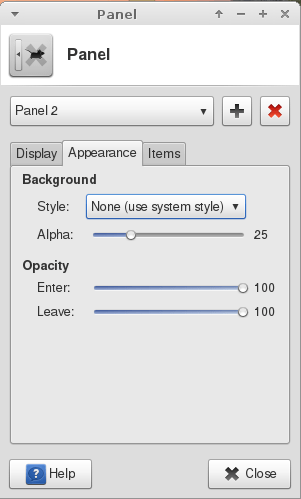 Panel
Panel
Panel 2
Display Appearance Items
Background
Style: None (use system style)
Alpha: 25
Opacity
Enter: 100
Leave: 100
? Help Close